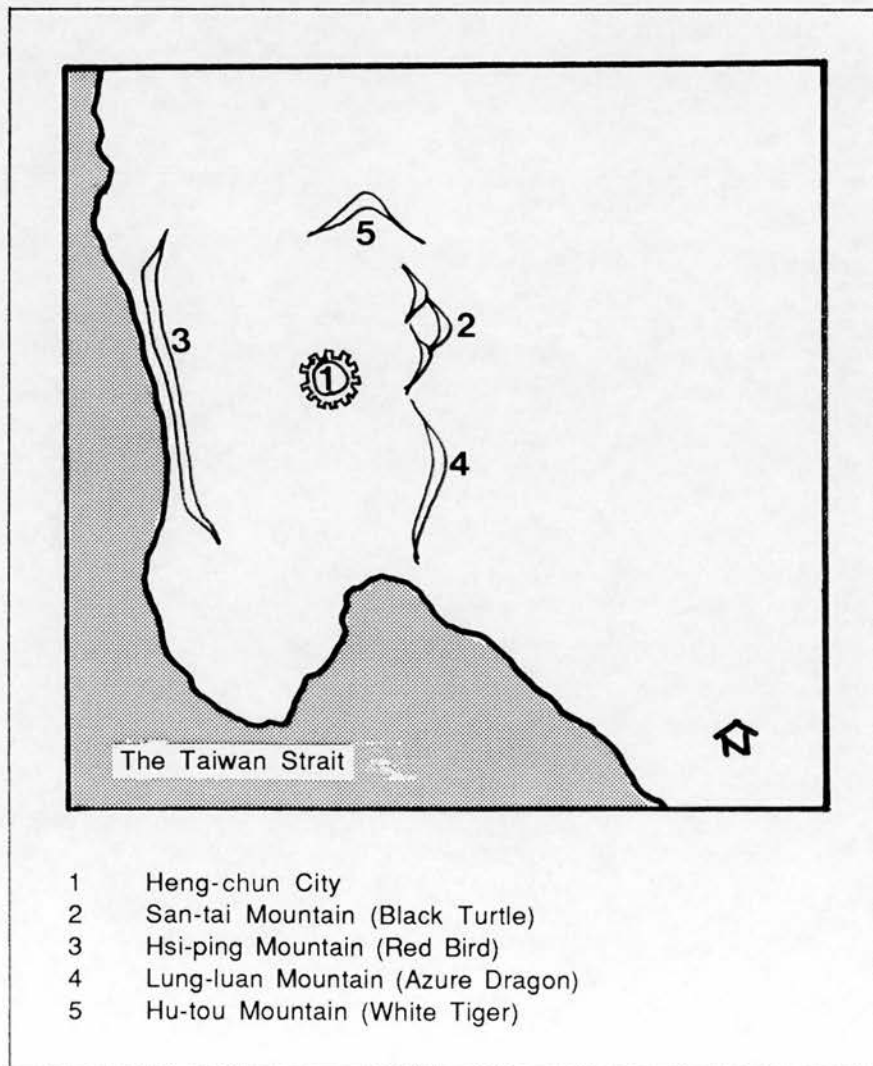 5
2
3
1
4
N
The Taiwan Strait
1 Heng-chun City
2 San-tai Mountain (Black Turtle)
3 Hsi-ping Mountain (Red Bird)
4 Lung-luan Mountain (Azure Dragon)
5 Hu-tou Mountain (White Tiger)